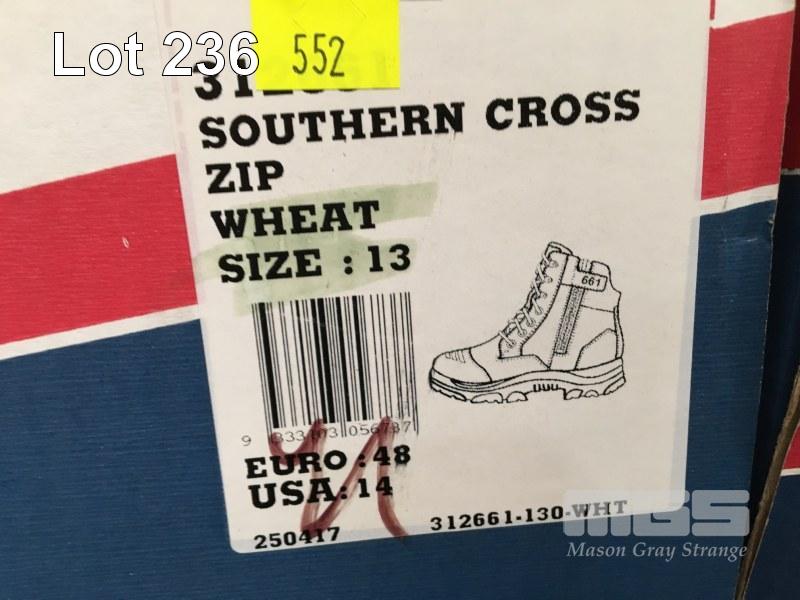 Lot 236
552
SOUTHERN CROSS
ZIP
WHEAT
SIZE : 13
661
EURO : 48
USA: 14
250417
312661-130-WHT
MGS
Mason Gray Strange